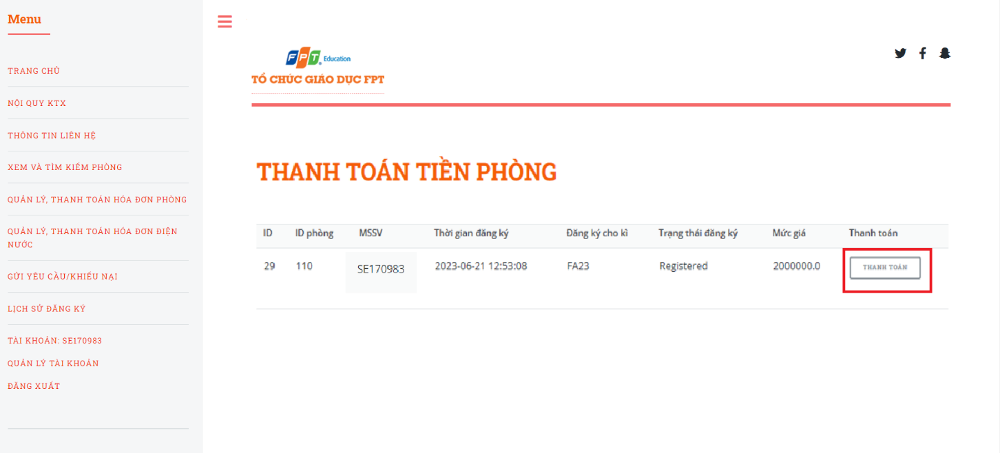 Menu
TRANG CHỦ
NỘI QUY KTX
THÔNG TIN LIÊN HỆ
XEM VÀ TÌM KIẾM PHÒNG
QUẢN LÝ, THANH TOÁN HÓA ĐƠN PHÒNG
QUẢN LÝ, THANH TOÁN HÓA ĐƠN ĐIỆN
NƯỚC
GỬI YÊU CẦU/KHIẾU NẠI
LỊCH SỬ ĐĂNG KÝ
TÀI KHOẢN: SE170983
QUẢN LÝ TÀI KHOẢN
ĐĂNG XUẤT
FPT Education
TỔ CHỨC GIÁO DỤC FPT
THANH TOÁN TIỀN PHÒNG
ID ID phòng MSSV Thời gian đăng ký Đăng ký cho kì Trạng thái đăng ký Mức giá Thanh toán
29 110 SE170983 2023-06-21 12:53:08 FA23 Registered 2000000.0 THANH TOÁN